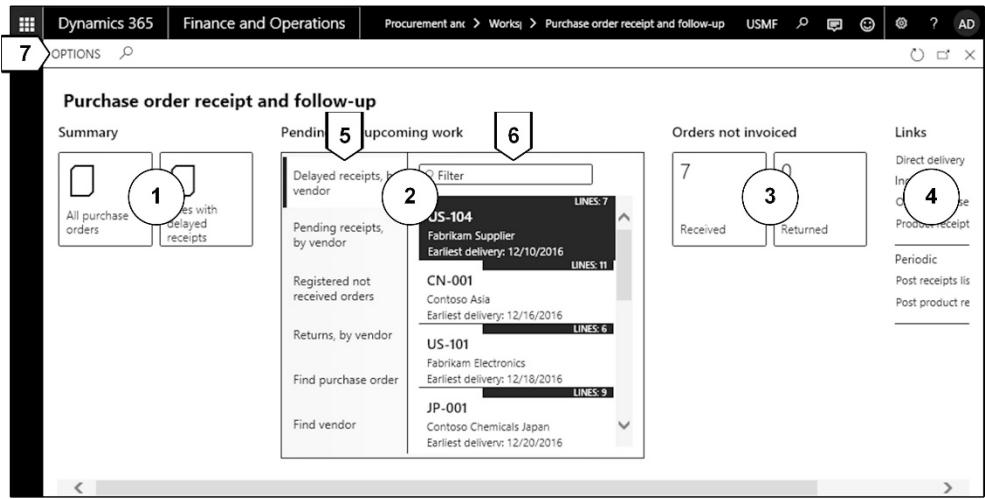 Dynamics 365 Finance and Operations Procurement anc > Works > Purchase order receipt and follow-up USMF ? AD
7 OPTIONS
Purchase order receipt and follow-up
Summary
1
All purchase
orders
with
delayed
receipts
5 6
upcoming work
2
Delayed receipts,
vendor
Pending receipts,
by vendor
Registered not
received orders
Returns, by vendor
Find purchase order
Find vendor
Filter
LINES: 7
US-104
Fabrikam Supplier
Earliest delivery: 12/10/2016
LINES: 11
CN-001
Contoso Asia
Earliest delivery: 12/16/2016
LINES: 6
US-101
Fabrikam Electronics
Earliest delivery: 12/18/2016
LINES: 9
JP-001
Contoso Chemicals Japan
Earliest delivery: 12/20/2016
Orders not invoiced
3
7
Received
0
Returned
Links
4
Direct delivery
receipt
Periodic
Post receipts lis
Post product re